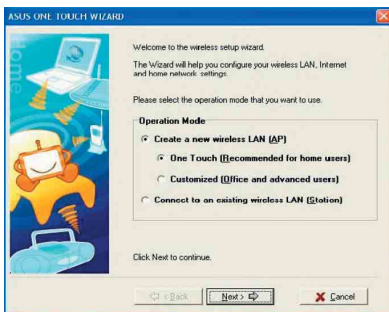 ASUS ONE TOUCH WIZARD
Home
Welcome to the wireless setup wizard.
The Wizard will help you configure your wireless LAN, Internet
and home network settings.
Please select the operation mode that you want to use.
Operation Mode
Create a new wireless LAN (AP)
One Touch (Recommended for home users)
Customized (Office and advanced users)
Connect to an existing wireless LAN (Station)
Click Next to continue.
< Back
Next >
Cancel